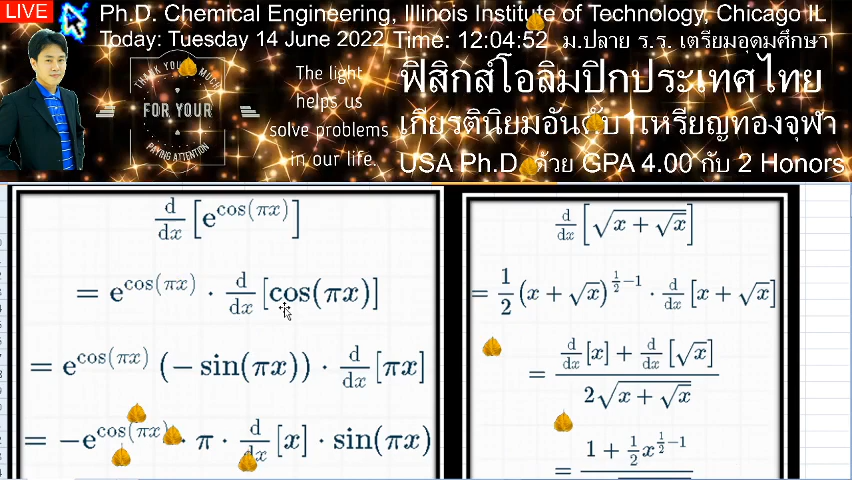 LIVE
Ph.D. Chemical Engineering, Illinois Institute of Technology, Chicago IL
Today: Tuesday 14 June 2022 Time: 12:04:52 ม.ปลาย ร.ร. เตรียมอุดมศึกษา
THANK YOU MUCH
FOR YOUR
PAYING ATTENTION
The light
helps us
solve problems
in our life.
ฟิสิกส์โอลิมปิกประเทศไทย
เกียรตินิยมอันดับ 1 เหรียญทองจุฬา
USA Ph.D. ด้วย GPA 4.00 กับ 2 Honors
d/dx [e^cos(πx)]
= e^cos(πx) · d/dx [cos(πx)]
= e^cos(πx) (− sin(πx)) · d/dx [πx]
= −e^cos(πx) · π · d/dx [x] · sin(πx)
d/dx [√(x + √x)]
= 1/2 (x + √x)^(1/2 −1) · d/dx [x + √x]
= (d/dx [x] + d/dx [√x]) / (2√(x + √x))
= 1 + 1/2 x^(1/2 −1)